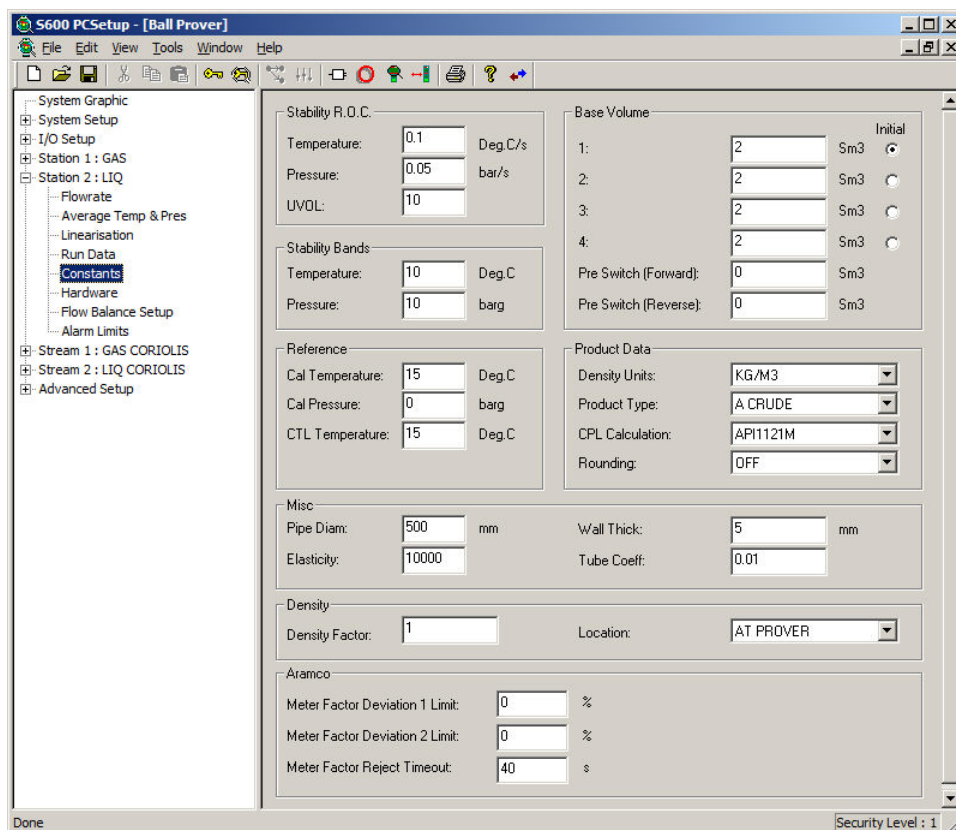 S600 PCSetup - [Ball Prover]
File Edit View Tools Window Help
System Graphic
System Setup
I/O Setup
Station 1 : GAS
Station 2 : LIQ
Flowrate
Average Temp & Pres
Linearisation
Run Data
Constants
Hardware
Flow Balance Setup
Alarm Limits
Stream 1 : GAS CORIOLIS
Stream 2 : LIQ CORIOLIS
Advanced Setup
Stability R.O.C.
Temperature: 0.1 Deg.C/s
Pressure: 0.05 bar/s
UVOL: 10
Stability Bands
Temperature: 10 Deg.C
Pressure: 10 barg
Base Volume
Initial
1: 2 Sm3
2: 2 Sm3
3: 2 Sm3
4: 2 Sm3
Pre Switch (Forward): 0 Sm3
Pre Switch (Reverse): 0 Sm3
Reference
Cal Temperature: 15 Deg.C
Cal Pressure: 0 barg
CTL Temperature: 15 Deg.C
Product Data
Density Units: KG/M3
Product Type: A CRUDE
CPL Calculation: API1121M
Rounding: OFF
Misc
Pipe Diam: 500 mm Wall Thick: 5 mm
Elasticity: 10000 Tube Coeff: 0.01
Density
Density Factor: 1 Location: AT PROVER
Aramco
Meter Factor Deviation 1 Limit: 0 %
Meter Factor Deviation 2 Limit: 0 %
Meter Factor Reject Timeout: 40 s
Done Security Level : 1